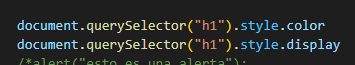 document.querySelector("h1").style.color
document.querySelector("h1").style.display
/*alert("esto es una alerta");